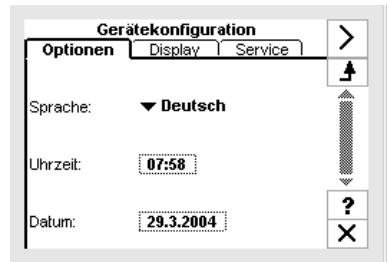 Gerätekonfiguration
Optionen Display Service
Sprache: Deutsch
Uhrzeit: 07:58
Datum: 29.3.2004
?